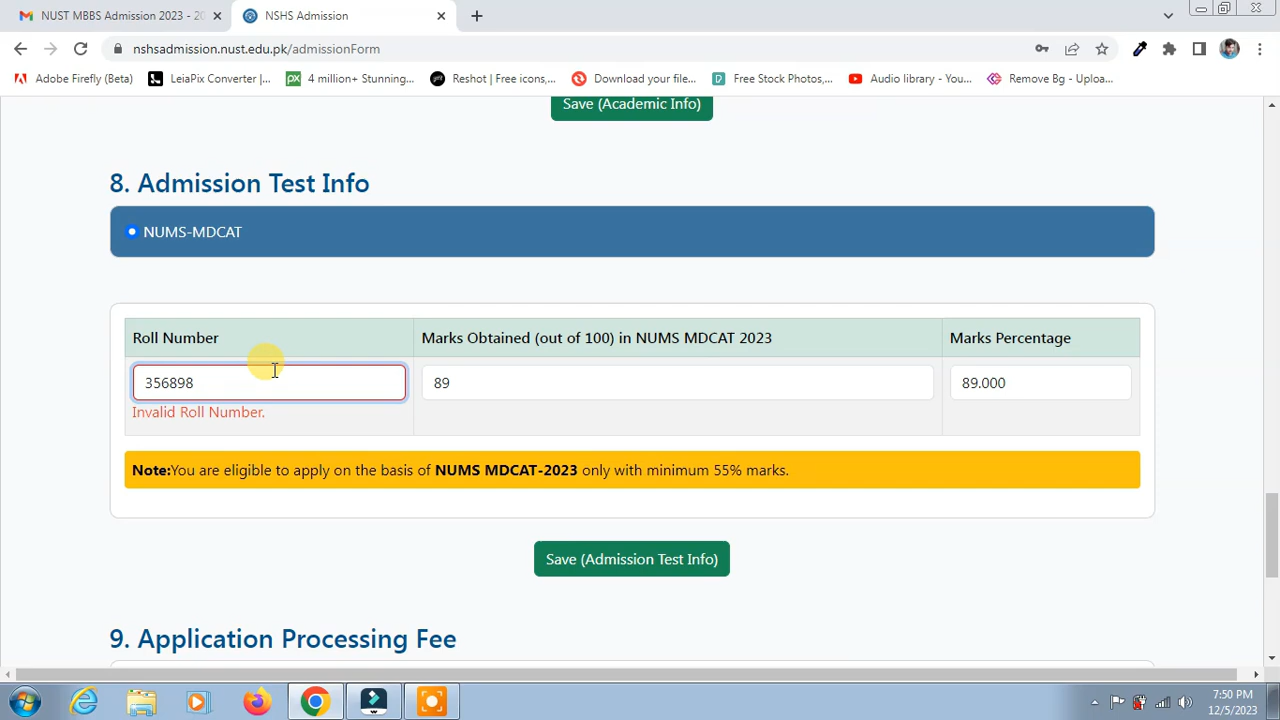 NUST MBBS Admission 2023 - 20
NSHS Admission
nshsadmission.nust.edu.pk/admissionForm
Adobe Firefly (Beta)
LeiaPix Converter |...
4 million+ Stunning...
Reshot | Free icons,...
Download your file...
Free Stock Photos,...
Audio library - You...
Remove Bg - Uploa...
Save (Academic Info)
8. Admission Test Info
NUMS-MDCAT
Roll Number
Marks Obtained (out of 100) in NUMS MDCAT 2023
Marks Percentage
356898
89
89.000
Invalid Roll Number.
Note:You are eligible to apply on the basis of NUMS MDCAT-2023 only with minimum 55% marks.
Save (Admission Test Info)
9. Application Processing Fee
7:50 PM
12/5/2023